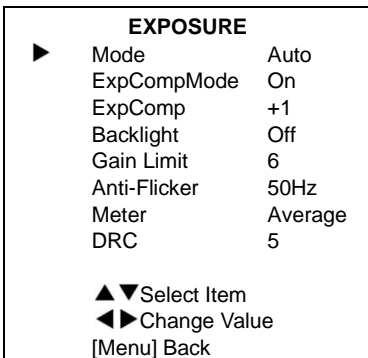 EXPOSURE
▶ Mode Auto
ExpCompMode On
ExpComp +1
Backlight Off
Gain Limit 6
Anti-Flicker 50Hz
Meter Average
DRC 5
▲▼Select Item
◀▶Change Value
[Menu] Back